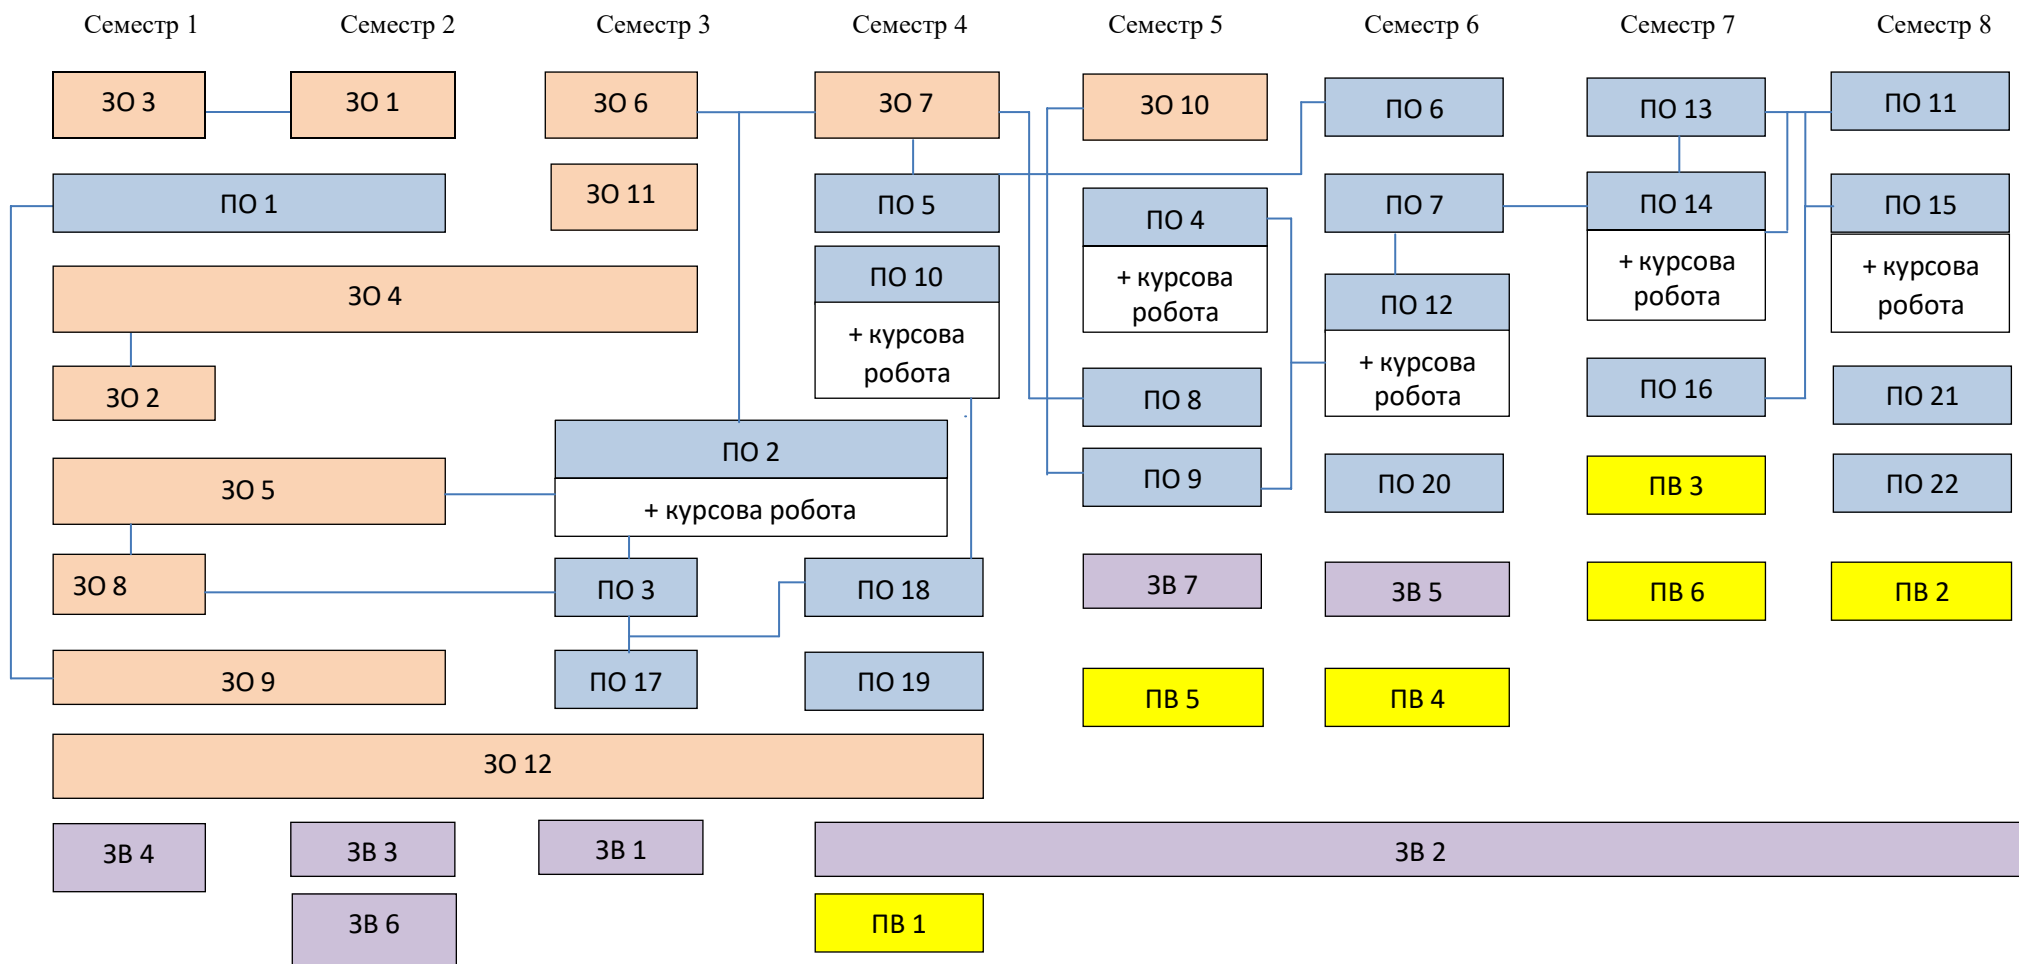 Семестр 1 Семестр 2 Семестр 3 Семестр 4 Семестр 5 Семестр 6 Семестр 7 Семестр 8
ЗО 3 ЗО 1 ЗО 6 ЗО 7 ЗО 10 ПО 6 ПО 13 ПО 11
ПО 1 ЗО 11 ПО 5 ПО 4 ПО 7 ПО 14 ПО 15
ЗО 4 ПО 10 + курсова + курсова + курсова
робота ПО 12 робота робота
+ курсова
робота
+ курсова
робота
ЗО 2 ПО 8 ПО 16 ПО 21
ПО 2
ЗО 5 ПО 9 ПО 20 ПВ 3 ПО 22
+ курсова робота
ЗО 8 ПО 3 ПО 18 ЗВ 7 ЗВ 5 ПВ 6 ПВ 2
ЗО 9 ПО 17 ПО 19 ПВ 5 ПВ 4
ЗО 12
ЗВ 4 ЗВ 3 ЗВ 1 ЗВ 2
ЗВ 6 ПВ 1